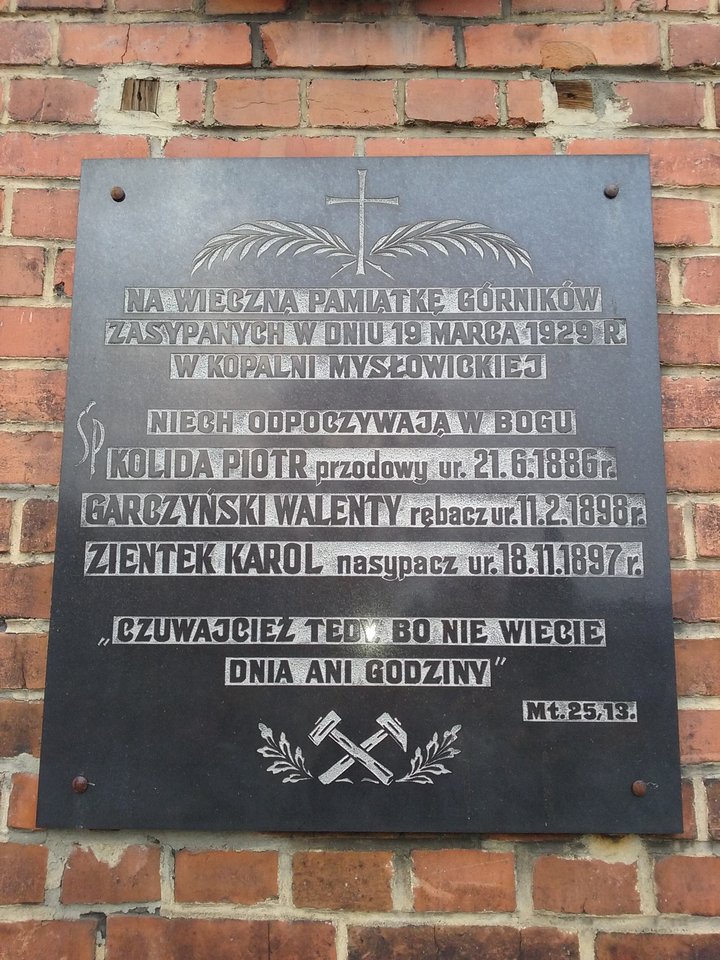 NA WIECZNĄ PAMIĄTKĘ GÓRNIKÓW
ZASYPANYCH W DNIU 19 MARCA 1929 R.
W KOPALNI MYSŁOWICKIEJ
NIECH ODPOCZYWAJĄ W BOGU
ŚP
KOLIDA PIOTR przodowy ur. 21.6.1886r.
GARCZYŃSKI WALENTY rębacz ur. 11.2.1898r.
ZIENTEK KAROL nasypacz ur. 18.11.1897 r.
„CZUWAJCIEŻ TEDY BO NIE WIECIE
DNIA ANI GODZINY”
Mt. 25,13.